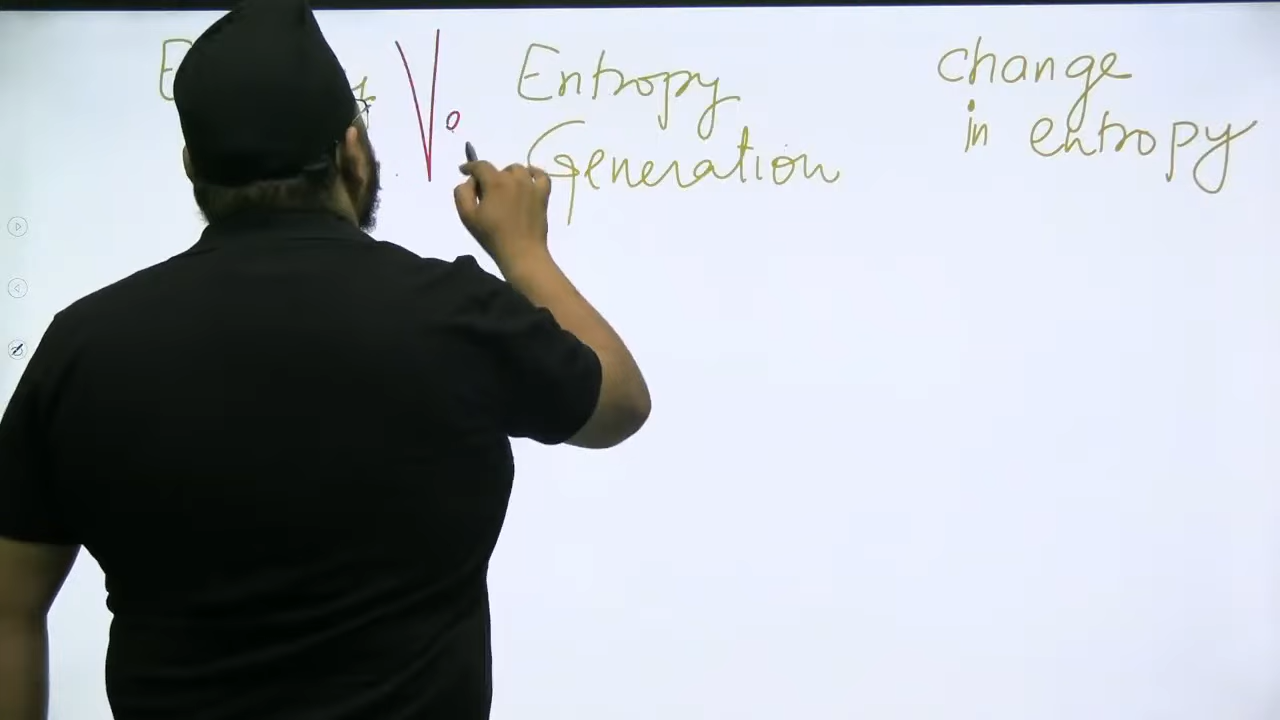 V
Entropy
Generation
change
in entropy